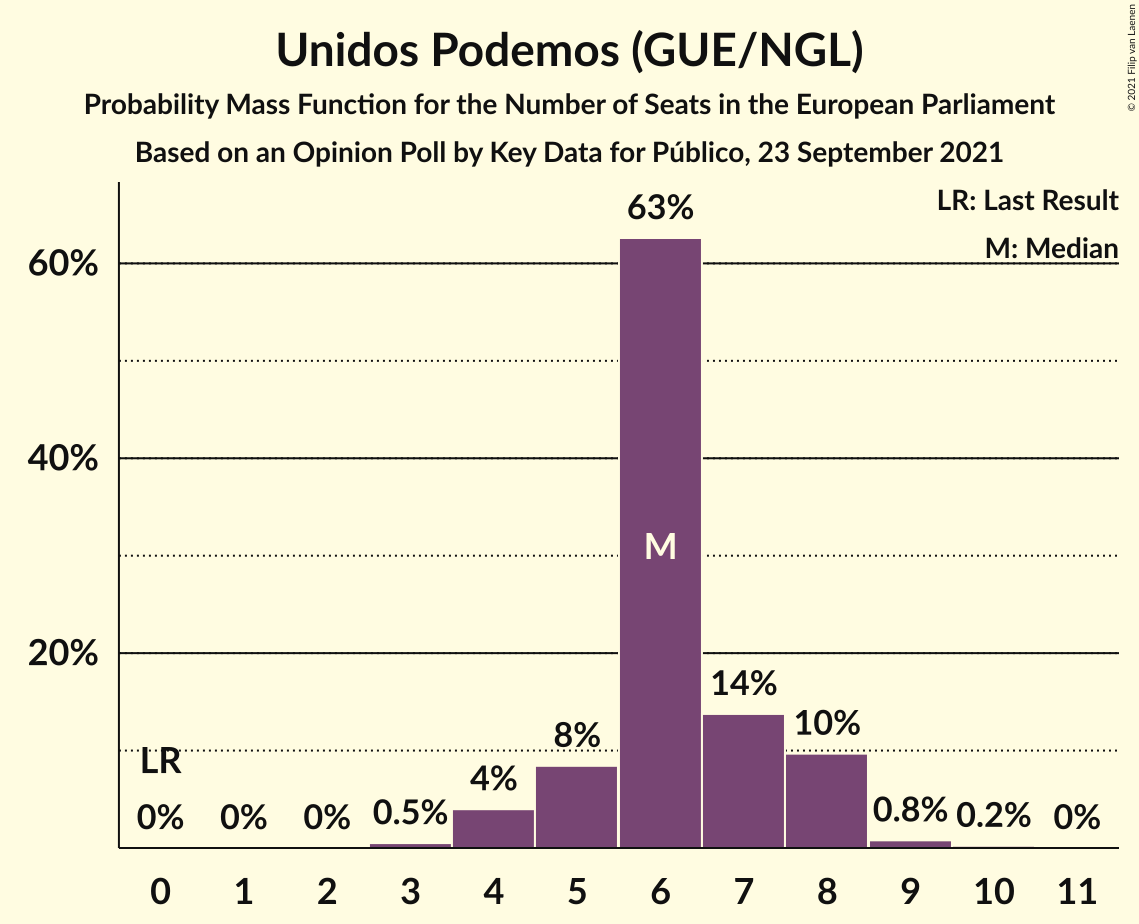 Unidos Podemos (GUE/NGL)
Probability Mass Function for the Number of Seats in the European Parliament
Based on an Opinion Poll by Key Data for Público, 23 September 2021
© 2021 Filip van Laenen
LR: Last Result
M: Median
60%
40%
20%
LR
0%
0%
0%
0.5%
4%
8%
63%
M
14%
10%
0.8%
0.2%
0%
0 1 2 3 4 5 6 7 8 9 10 11